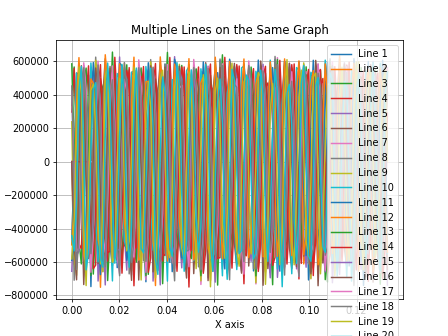 Multiple Lines on the Same Graph
600000
400000
200000
0
−200000
−400000
−600000
−800000
0.00
0.02
0.04
0.06
0.08
0.10
X axis
Line 1
Line 2
Line 3
Line 4
Line 5
Line 6
Line 7
Line 8
Line 9
Line 10
Line 11
Line 12
Line 13
Line 14
Line 15
Line 16
Line 17
Line 18
Line 19
Line 20